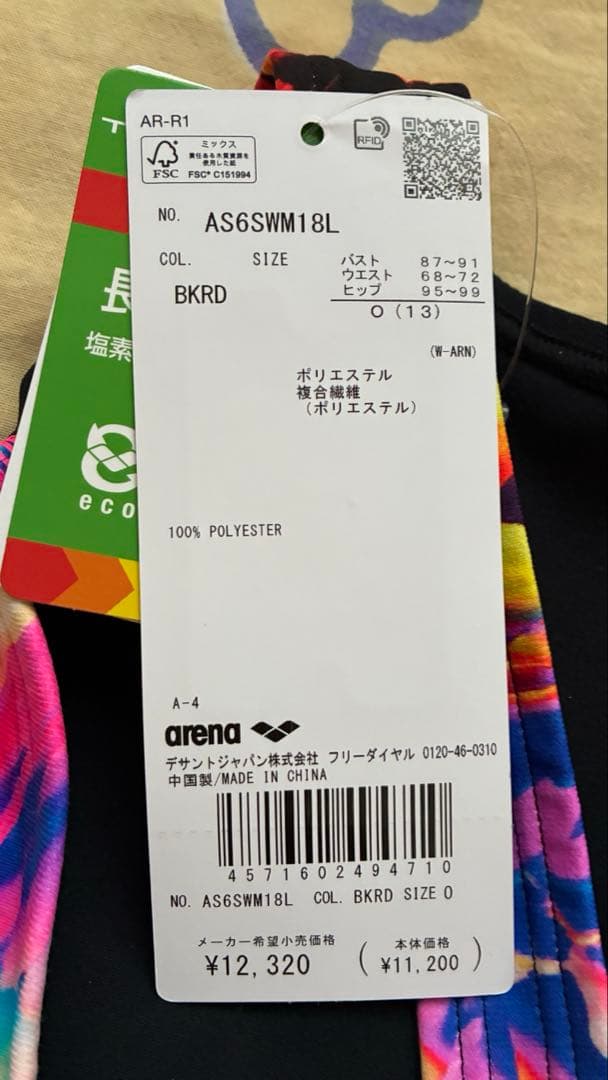 AR-R1
FSC
ミックス
責任ある木質資源を
使用した紙
FSC® C151994
RFID
NO. AS6SWM18L
COL. SIZE
BKRD
バスト 87～91
ウエスト 68～72
ヒップ 95～99
O (13)
(W-ARN)
ポリエステル
複合繊維
(ポリエステル)
100% POLYESTER
A-4
arena
デサントジャパン株式会社 フリーダイヤル 0120-46-0310
中国製/MADE IN CHINA
4571602494710
NO. AS6SWM18L COL. BKRD SIZE O
メーカー希望小売価格
¥12,320
( 本体価格
¥11,200 )
長
塩素
eco